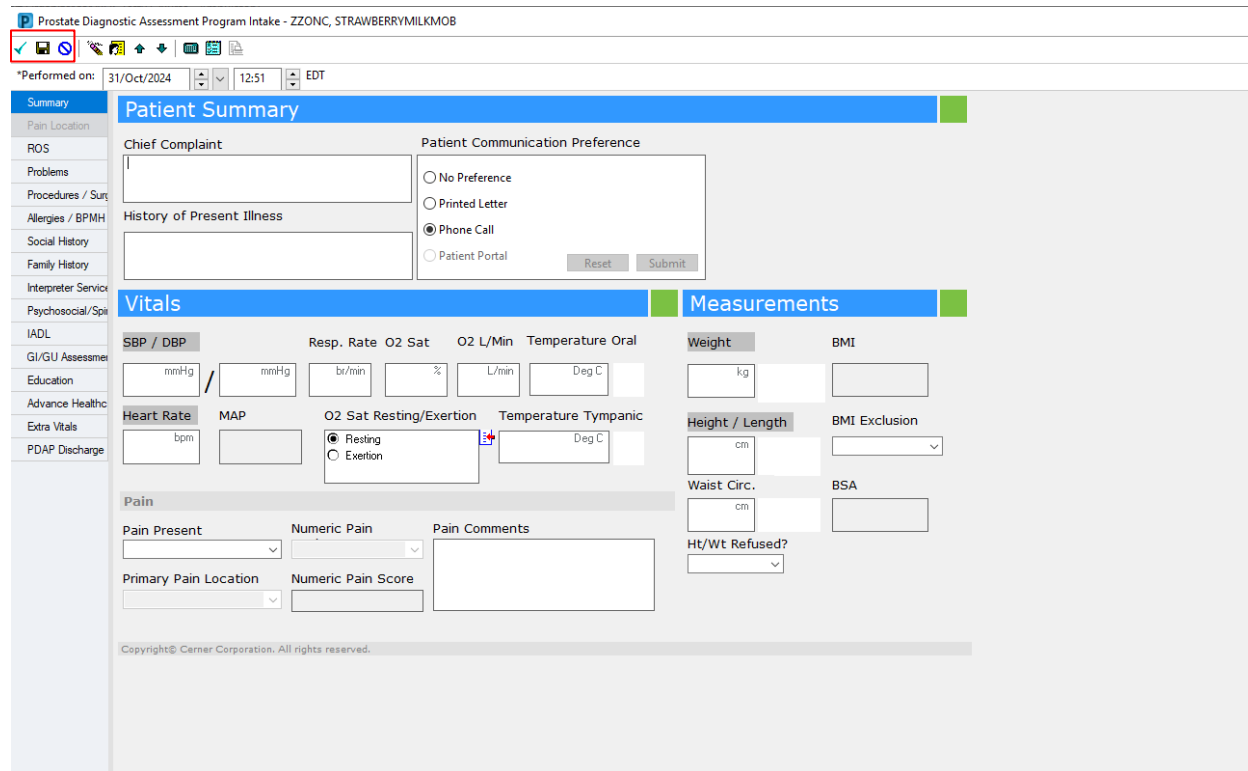 Prostate Diagnostic Assessment Program Intake - ZZONC, STRAWBERRYMILKMOB
*Performed on: 31/Oct/2024 12:51 EDT
Summary
Pain Location
ROS
Problems
Procedures / Surg
Allergies / BPMH
Social History
Family History
Interpreter Service
Psychosocial/Spi
IADL
GI/GU Assessme
Education
Advance Healthc
Extra Vitals
PDAP Discharge
Patient Summary
Chief Complaint
History of Present Illness
Patient Communication Preference
No Preference
Printed Letter
Phone Call
Patient Portal
Reset Submit
Vitals
SBP / DBP Resp. Rate O2 Sat O2 L/Min Temperature Oral
mmHg / mmHg br/min % L/min Deg C
Heart Rate MAP O2 Sat Resting/Exertion Temperature Tympanic
bpm Resting Deg C
Exertion
Pain
Pain Present Numeric Pain Pain Comments
Primary Pain Location Numeric Pain Score
Measurements
Weight BMI
kg
Height / Length BMI Exclusion
cm
Waist Circ. BSA
cm
Ht/Wt Refused?
Copyright© Cerner Corporation. All rights reserved.